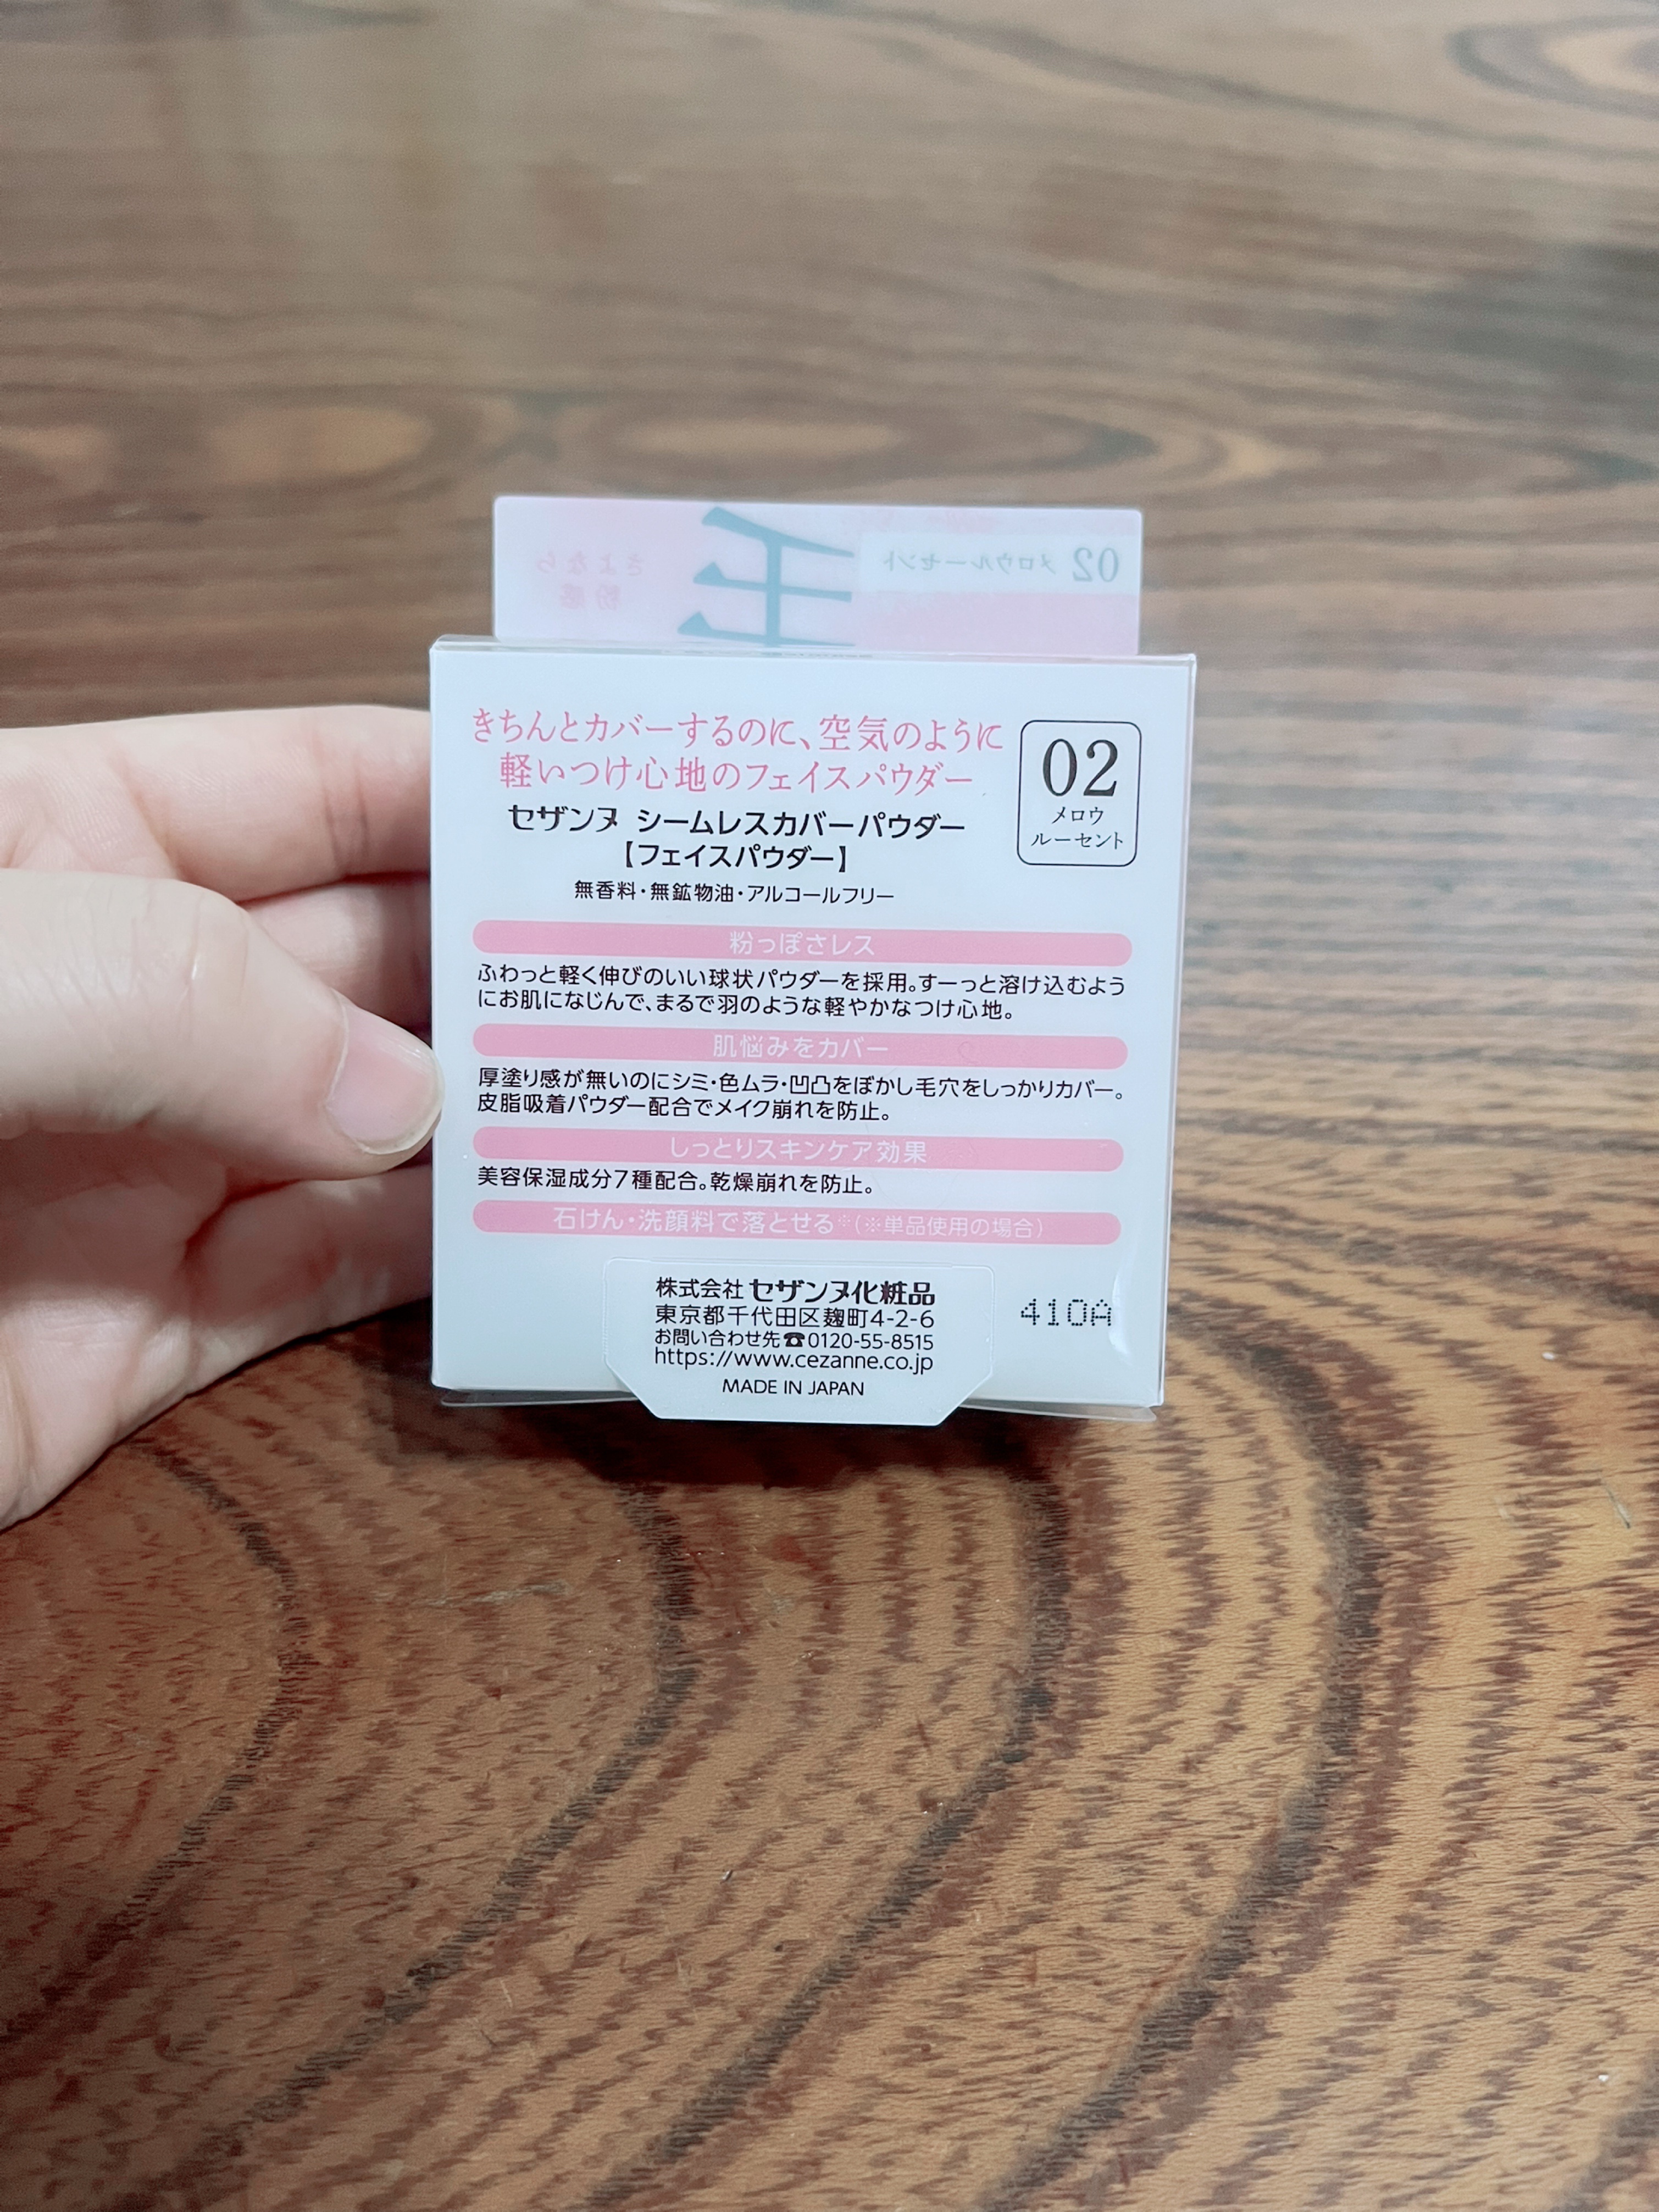 さよなら
粉感
毛
02 メロウルーセント
きちんとカバーするのに、空気のように
軽いつけ心地のフェイスパウダー
セザンヌ シームレスカバーパウダー
【フェイスパウダー】
無香料・無鉱物油・アルコールフリー
02
メロウ
ルーセント
粉っぽさレス
ふわっと軽く伸びのいい球状パウダーを採用。すーっと溶け込むよう
にお肌になじんで、まるで羽のような軽やかなつけ心地。
肌悩みをカバー
厚塗り感が無いのにシミ・色ムラ・凹凸をぼかし毛穴をしっかりカバー。
皮脂吸着パウダー配合でメイク崩れを防止。
しっとりスキンケア効果
美容保湿成分7種配合。乾燥崩れを防止。
石けん・洗顔料で落とせる※(※単品使用の場合)
株式会社 セザンヌ化粧品
東京都千代田区麹町4-2-6
お問い合わせ先☎0120-55-8515
https://www.cezanne.co.jp
MADE IN JAPAN
410A